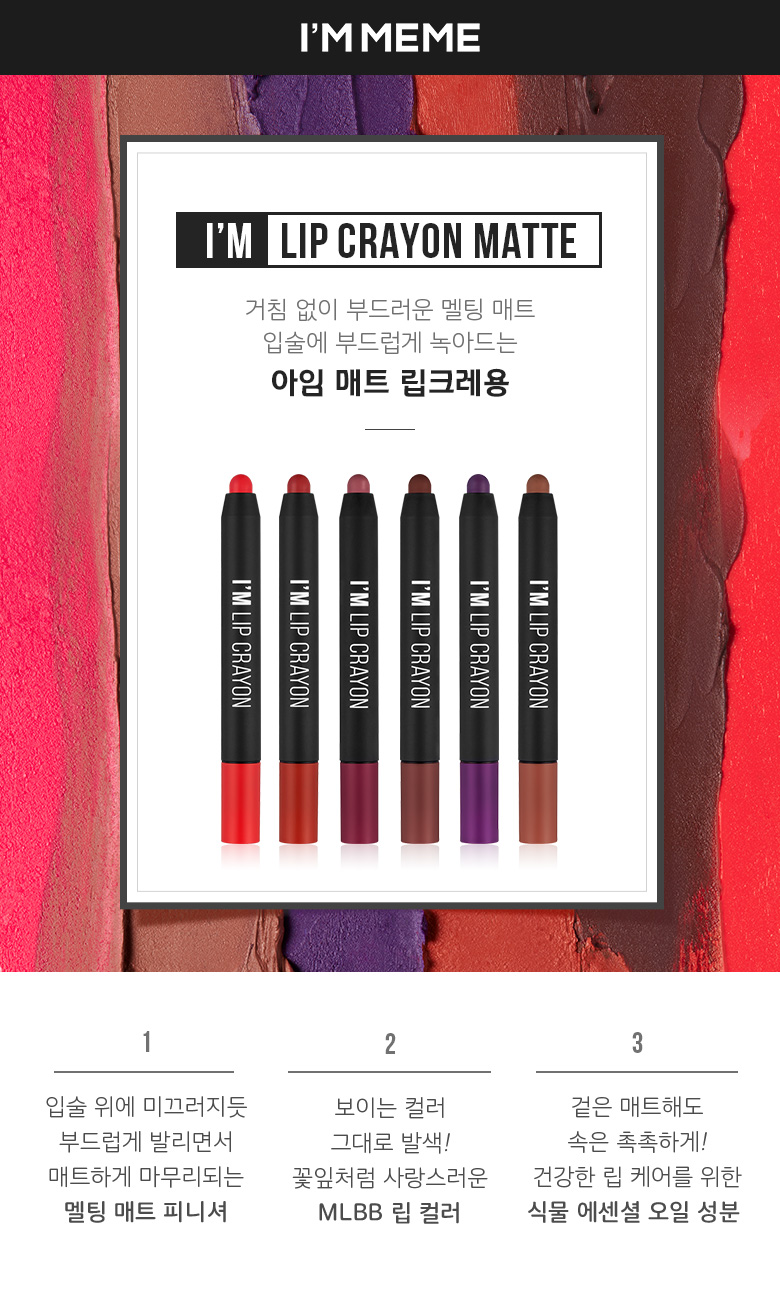 I'M MEME
I'M LIP CRAYON MATTE
거침 없이 부드러운 멜팅 매트
입술에 부드럽게 녹아드는
아임 매트 립크레용
I'M LIP CRAYON
I'M LIP CRAYON
I'M LIP CRAYON
I'M LIP CRAYON
I'M LIP CRAYON
I'M LIP CRAYON
1
입술 위에 미끄러지듯
부드럽게 발리면서
매트하게 마무리되는
멜팅 매트 피니셔
2
보이는 컬러
그대로 발색!
꽃잎처럼 사랑스러운
MLBB 립 컬러
3
겉은 매트해도
속은 촉촉하게!
건강한 립 케어를 위한
식물 에센셜 오일 성분